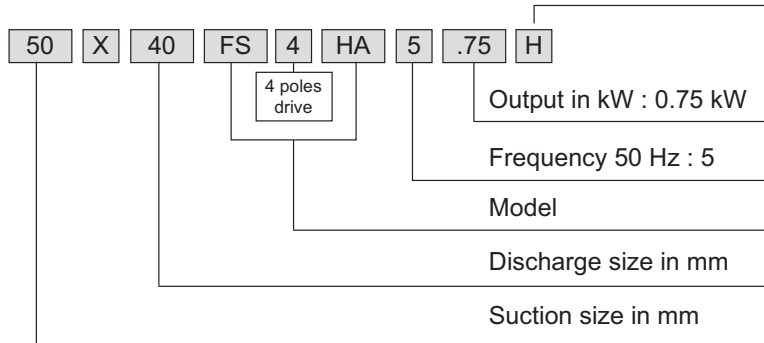 50 X 40 FS 4 HA 5 .75 H
4 poles
drive
Output in kW : 0.75 kW
Frequency 50 Hz : 5
Model
Discharge size in mm
Suction size in mm